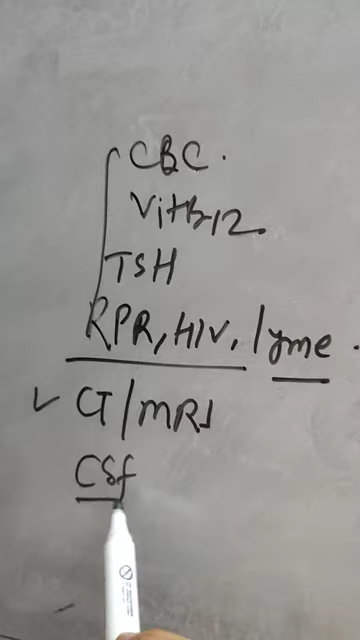 CBC.
VitB12.
TSH
RPR, HIV, lyme.
✓ CT/MRI
CSf